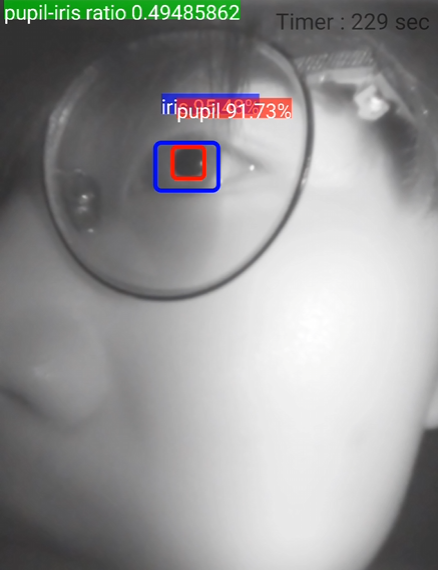 pupil-iris ratio 0.49485862
Timer : 229 sec
pupil 91.73%